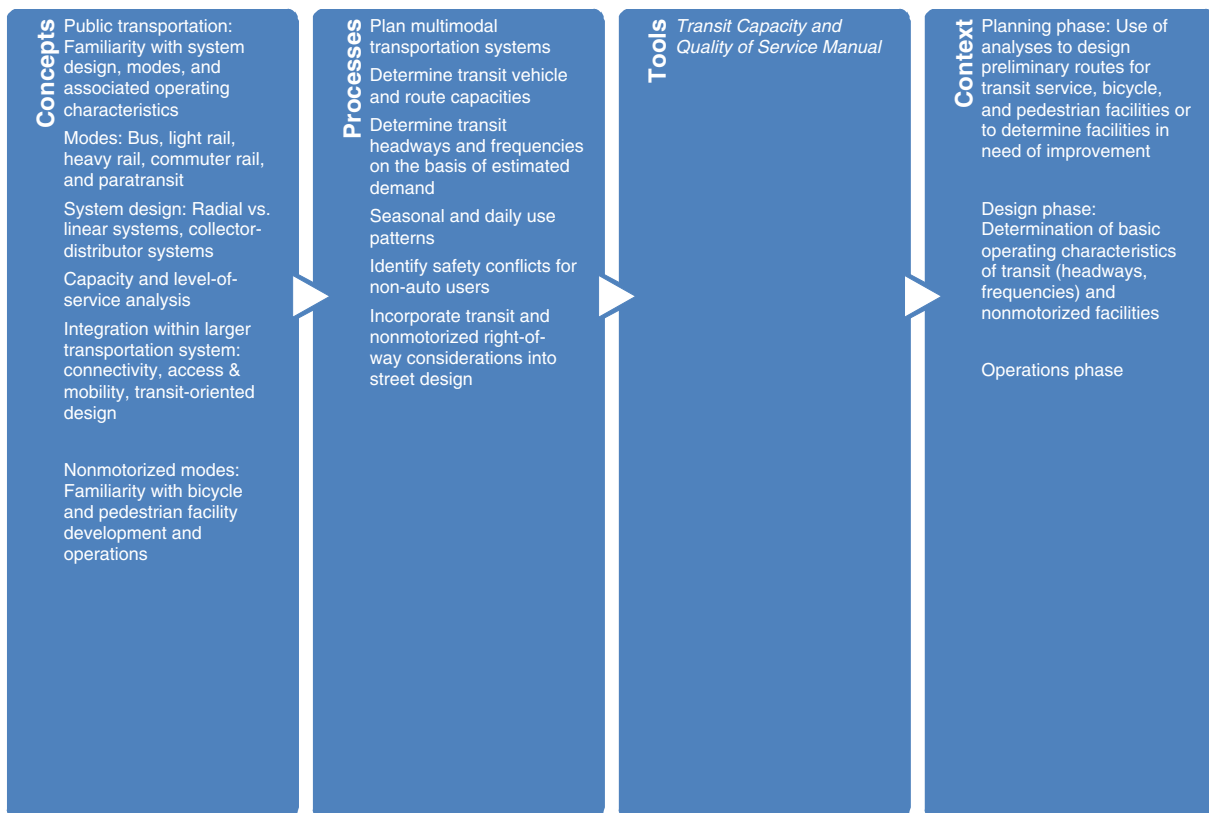 Concepts
Public transportation:
Familiarity with system
design, modes, and
associated operating
characteristics
Modes: Bus, light rail,
heavy rail, commuter rail,
and paratransit
System design: Radial vs.
linear systems, collector-
distributor systems
Capacity and level-of-
service analysis
Integration within larger
transportation system:
connectivity, access &
mobility, transit-oriented
design
Nonmotorized modes:
Familiarity with bicycle
and pedestrian facility
development and
operations
Processes
Plan multimodal
transportation systems
Determine transit vehicle
and route capacities
Determine transit
headways and frequencies
on the basis of estimated
demand
Seasonal and daily use
patterns
Identify safety conflicts for
non-auto users
Incorporate transit and
nonmotorized right-of-
way considerations into
street design
Tools
Transit Capacity and
Quality of Service Manual
Context
Planning phase: Use of
analyses to design
preliminary routes for
transit service, bicycle,
and pedestrian facilities or
to determine facilities in
need of improvement
Design phase:
Determination of basic
operating characteristics
of transit (headways,
frequencies) and
nonmotorized facilities
Operations phase